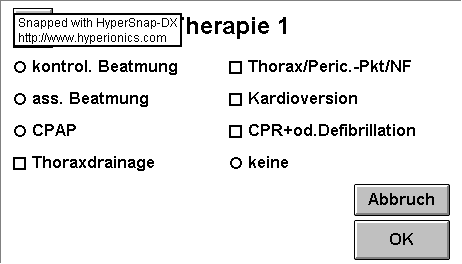 Snapped with HyperSnap-DX
http://www.hyperionics.com
herapie 1
kontrol. Beatmung
Thorax/Peric.-Pkt/NF
ass. Beatmung
Kardioversion
CPAP
CPR+od.Defibrillation
Thoraxdrainage
keine
Abbruch
OK